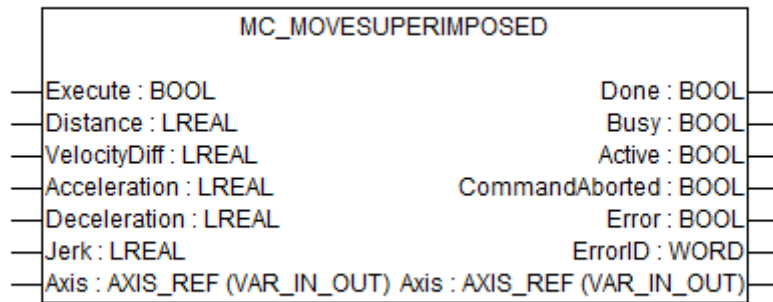 MC_MOVESUPERIMPOSED
Execute : BOOL Done : BOOL
Distance : LREAL Busy : BOOL
VelocityDiff : LREAL Active : BOOL
Acceleration : LREAL CommandAborted : BOOL
Deceleration : LREAL Error : BOOL
Jerk : LREAL ErrorID : WORD
Axis : AXIS_REF (VAR_IN_OUT) Axis : AXIS_REF (VAR_IN_OUT)